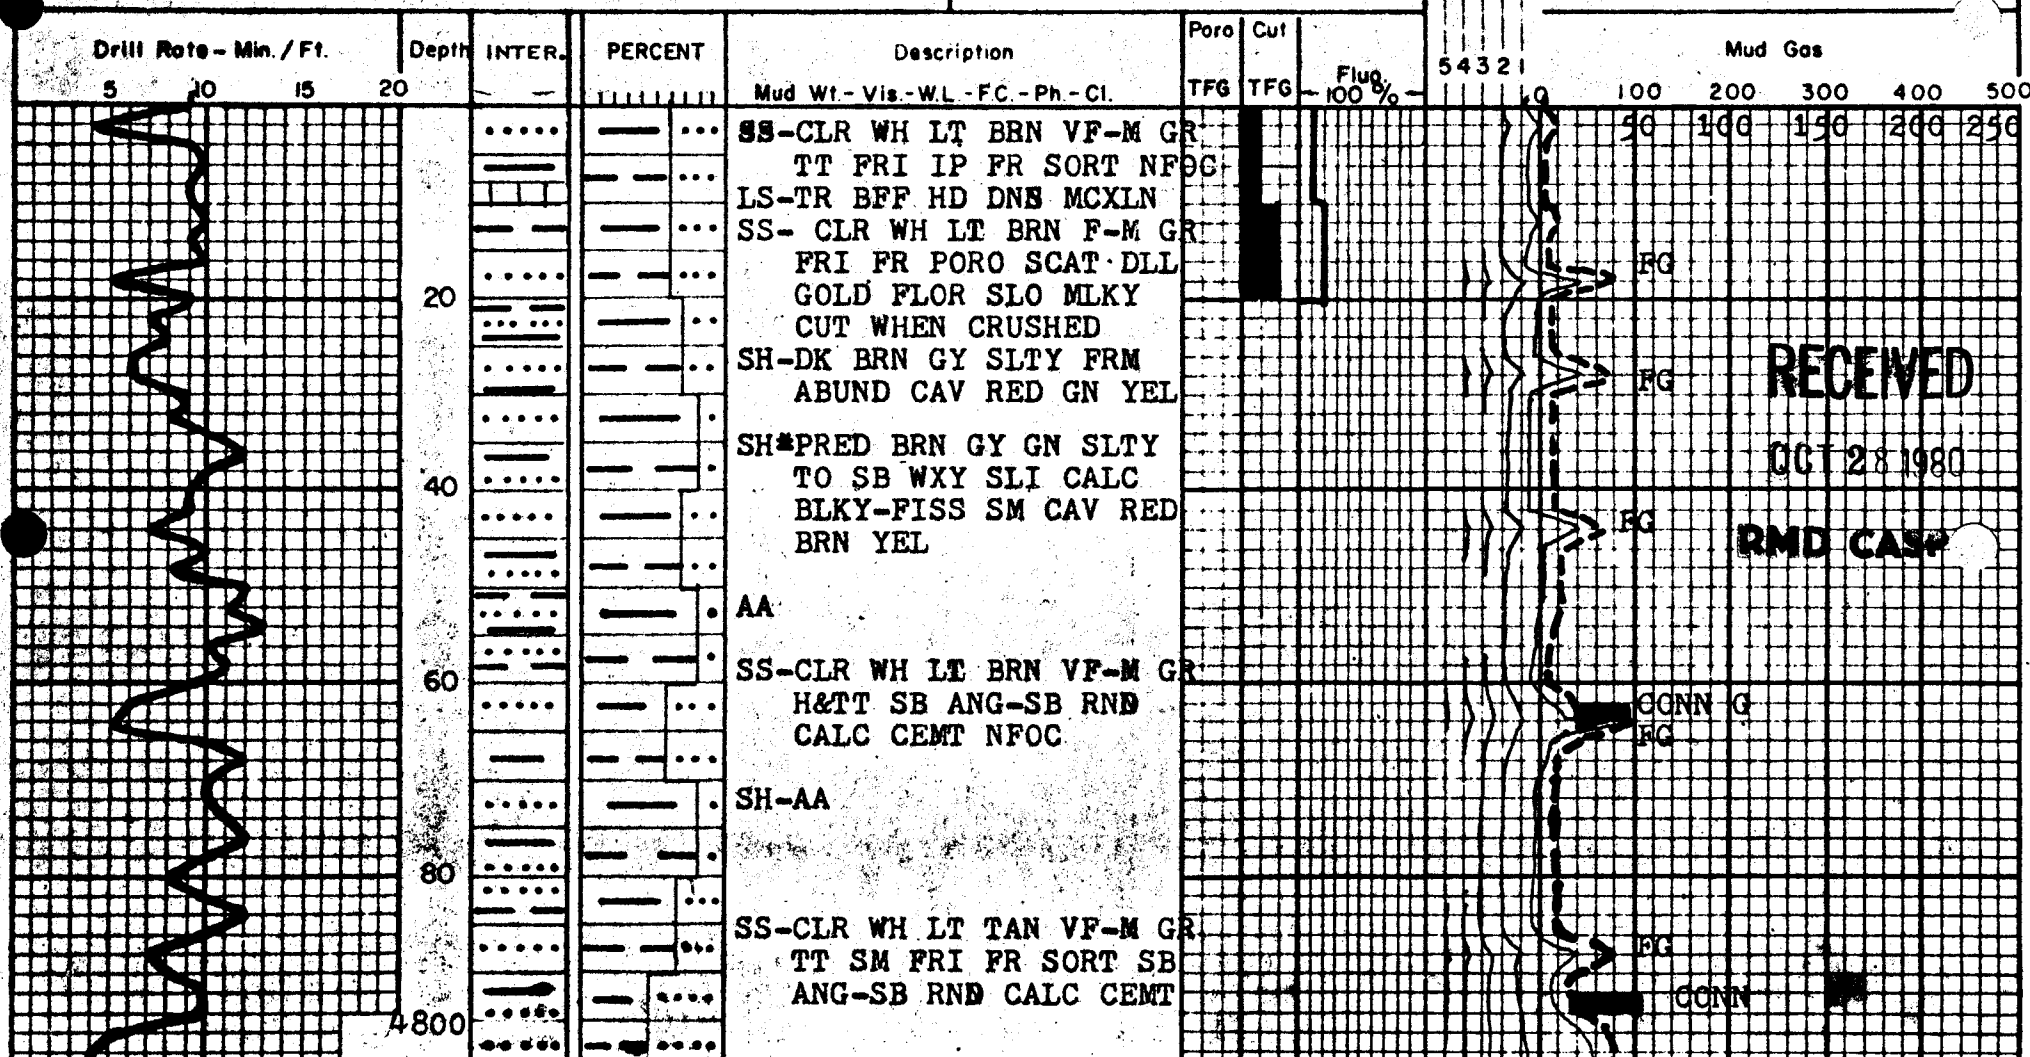 Drill Rate - Min. / Ft.
Depth
INTER.
PERCENT
Description
Poro
Cut
Mud Gas
5 10 15 20
Mud Wt.- Vis.-W.L.-F.C.-Ph.-Cl.
TFG
TFG
100 %
5 4 3 2 1
0 100 200 300 400 500
50 100 150 200 250
SS-CLR WH LT BRN VF-M GR
TT FRI IP FR SORT NFOC
LS-TR BFF HD DNS MCXLN
SS- CLR WH LT BRN F-M GR
FRI FR PORO SCAT DLL
FG
GOLD FLOR SLO MLKY
20
CUT WHEN CRUSHED
SH-DK BRN GY SLTY FRM
RECEIVED
ABUND CAV RED GN YEL
FG
SH*PRED BRN GY GN SLTY
OCT 28 1980
TO SB WXY SLI CALC
40
BLKY-FISS SM CAV RED
FG
BRN YEL
RMD CASP
AA
SS-CLR WH LT BRN VF-M GR
60
H&TT SB ANG-SB RND
CONN G
CALC CEMT NFOC
FG
SH-AA
80
SS-CLR WH LT TAN VF-M GR
FG
TT SM FRI FR SORT SB
ANG-SB RND CALC CEMT
CONN
4800